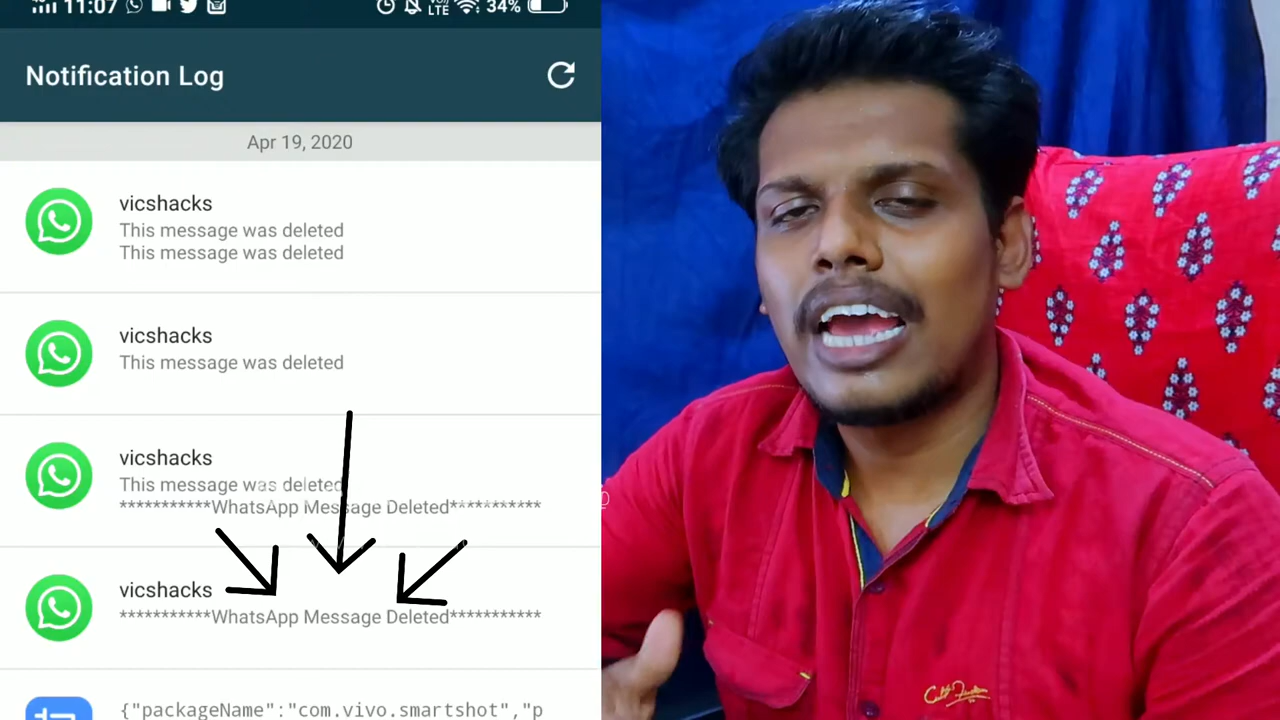 11:07
VoJ)
LTE
34%
Notification Log
Apr 19, 2020
vicshacks
This message was deleted
This message was deleted
vicshacks
This message was deleted
vicshacks
This message was deleted
***********WhatsApp Message Deleted***********
vicshacks
***********WhatsApp Message Deleted***********
{"packageName":"com.vivo.smartshot","p